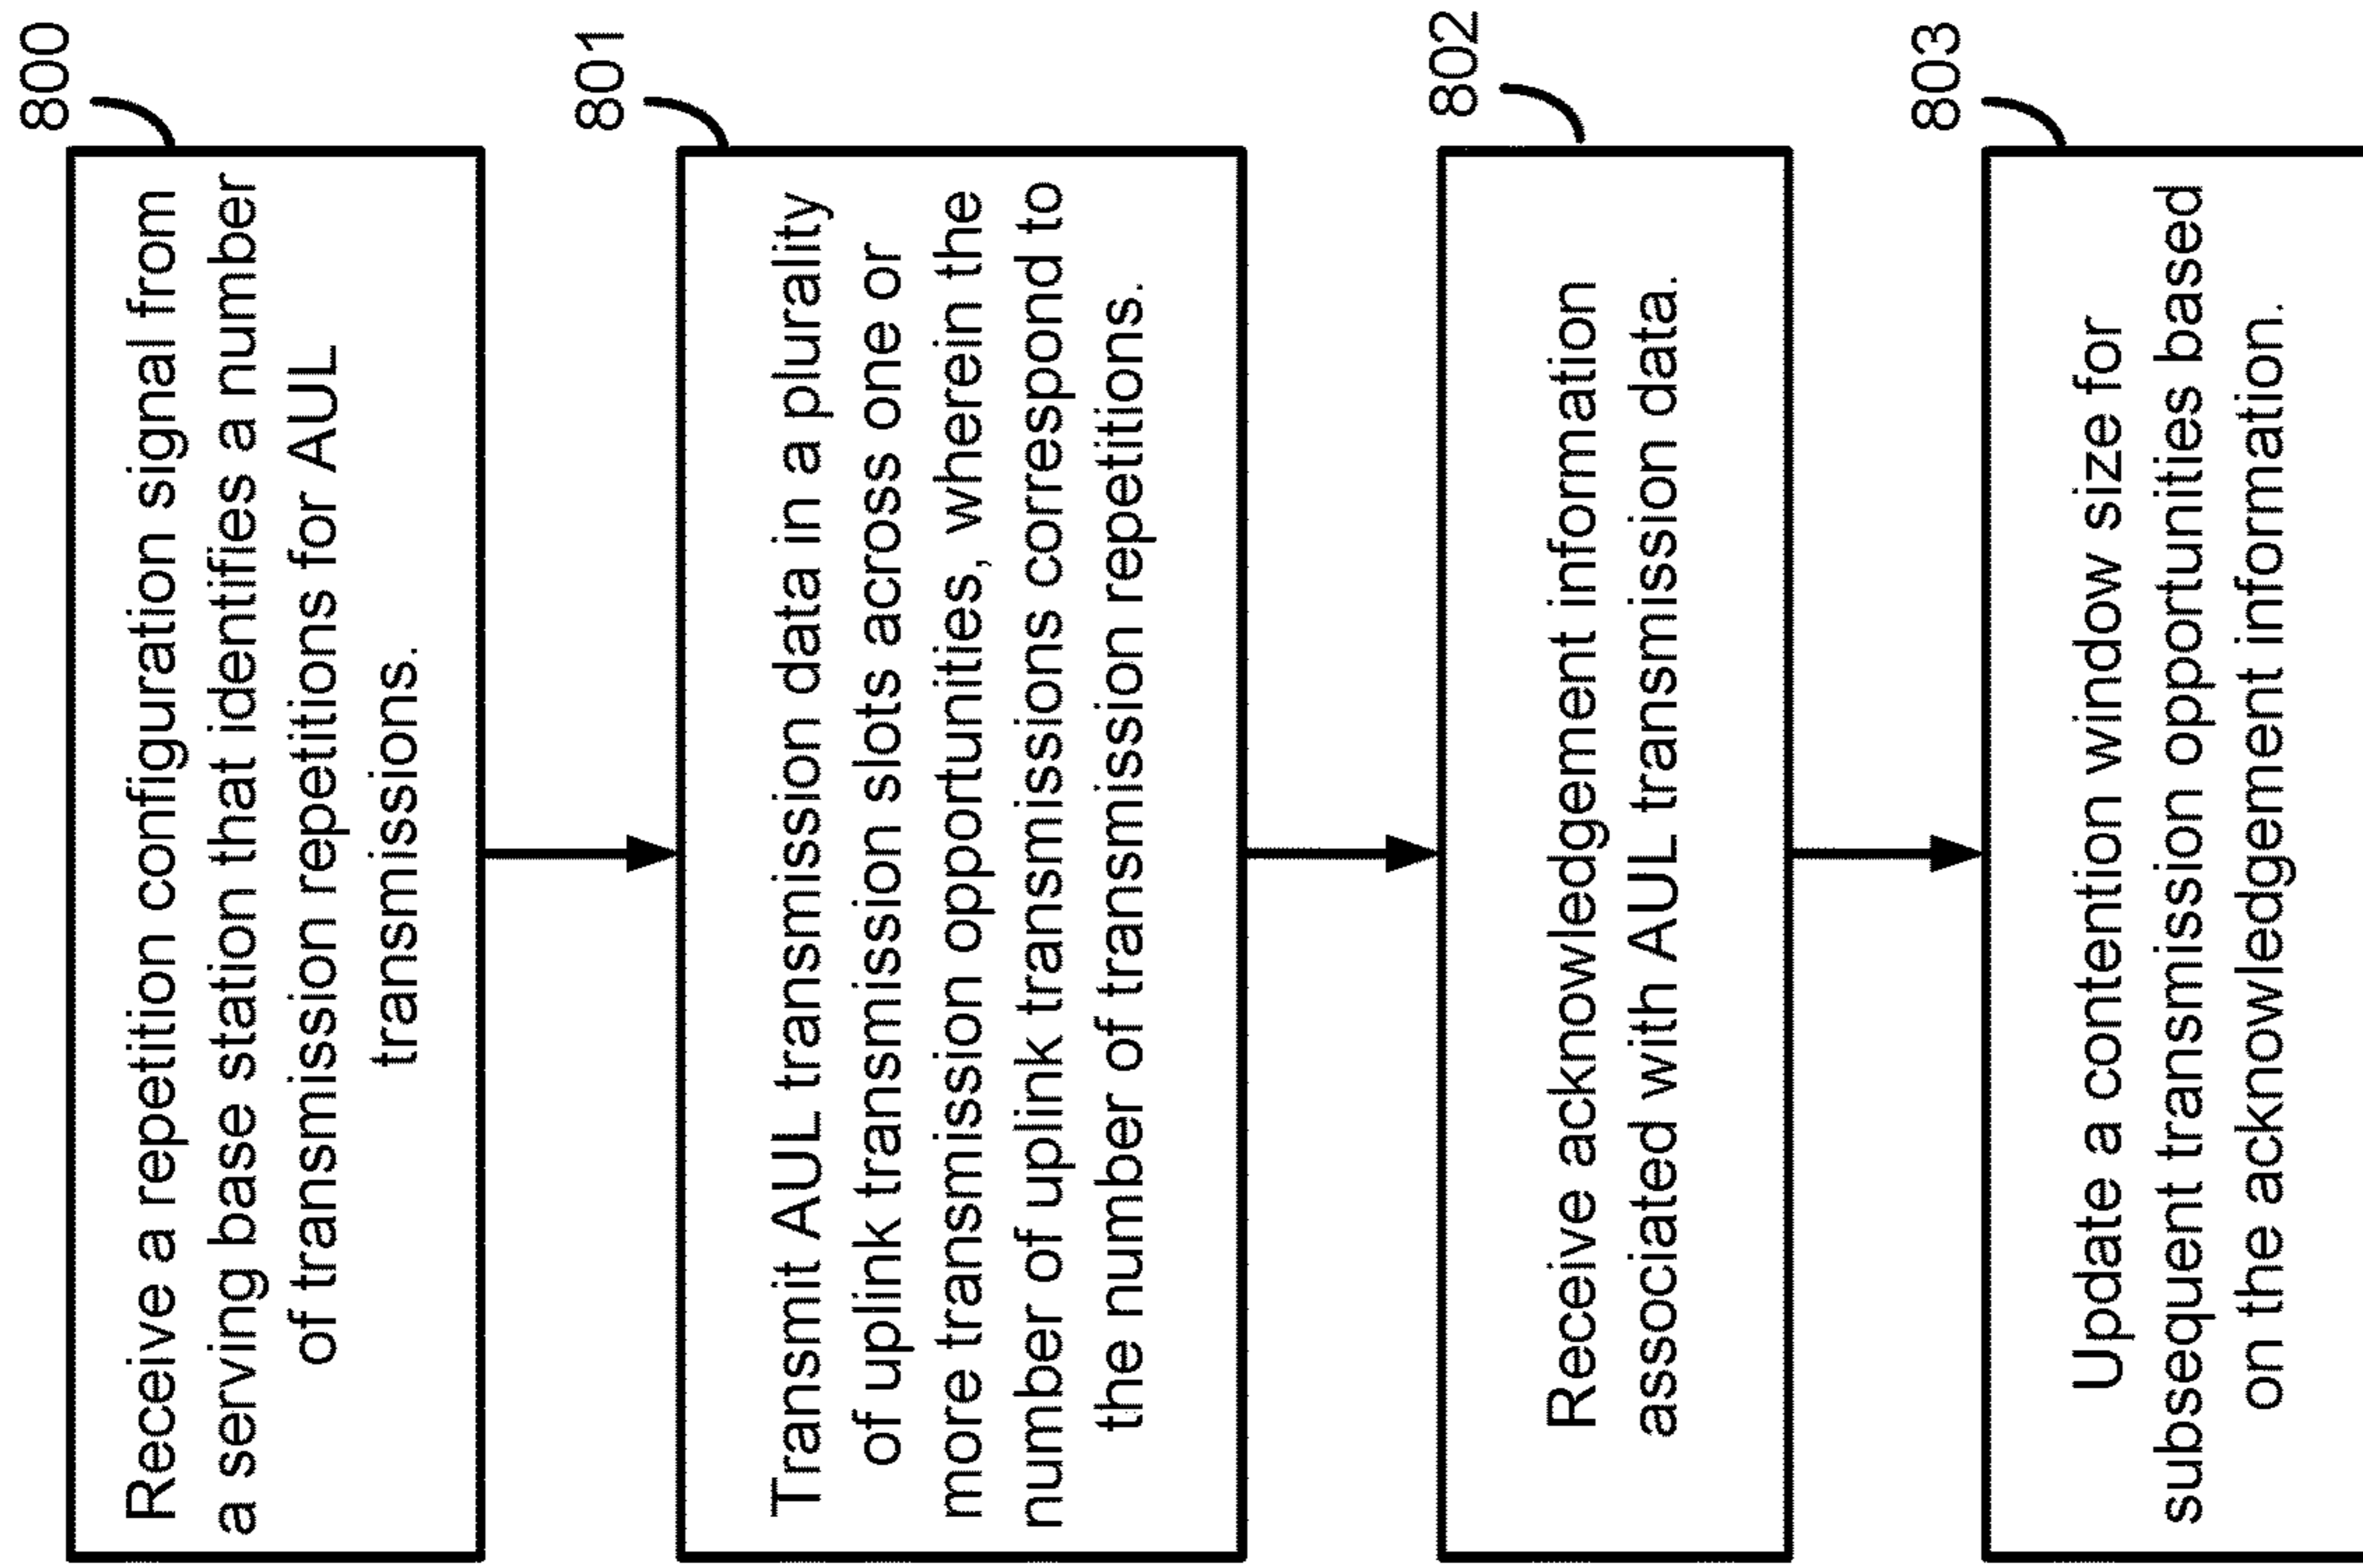 800
Receive a repetition configuration signal from
a serving base station that identifies a number
of transmission repetitions for AUL
transmissions.
801
Transmit AUL transmission data in a plurality
of uplink transmission slots across one or
more transmission opportunities, wherein the
number of uplink transmissions correspond to
the number of transmission repetitions.
802
Receive acknowledgement information
associated with AUL transmission data.
803
Update a contention window size for
subsequent transmission opportunities based
on the acknowledgement information.